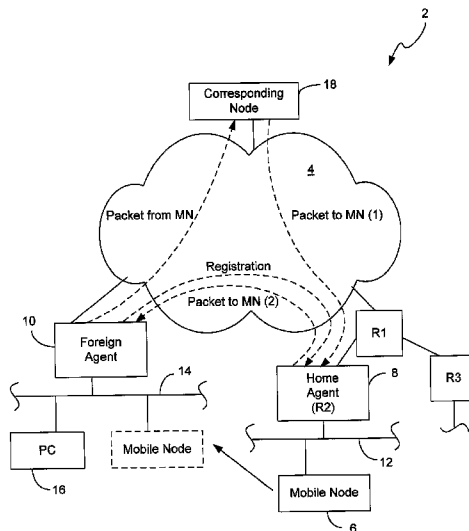 2
Corresponding
Node
18
4
Packet from MN
Packet to MN (1)
Registration
Packet to MN (2)
10
Foreign
Agent
R1
14
Home
Agent
(R2)
8
R3
PC
Mobile Node
12
16
Mobile Node
6